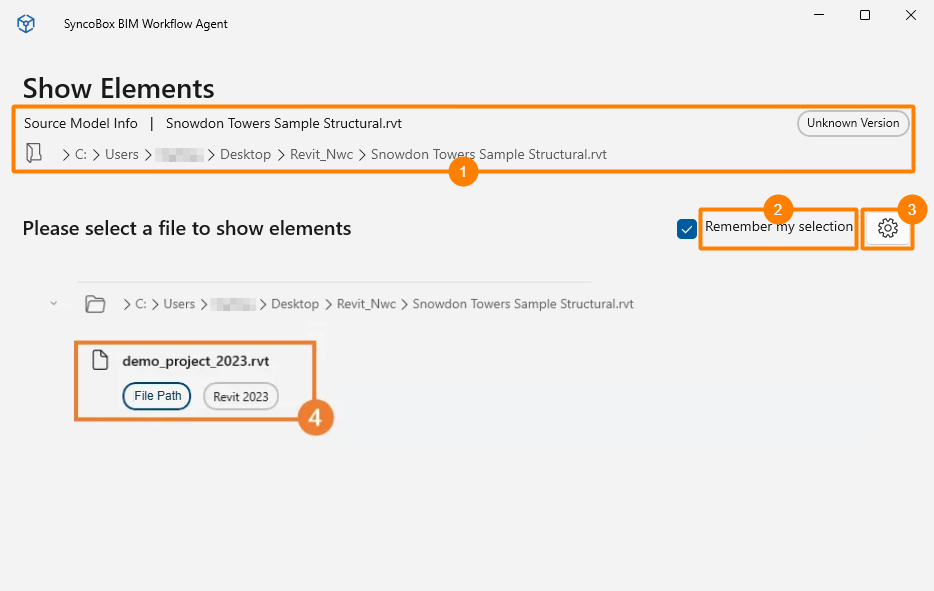 SyncoBox BIM Workflow Agent
Show Elements
Source Model Info | Snowdon Towers Sample Structural.rvt Unknown Version
> C: > Users > > Desktop > Revit_Nwc > Snowdon Towers Sample Structural.rvt
1
2
3
Please select a file to show elements Remember my selection
> C: > Users > > Desktop > Revit_Nwc > Snowdon Towers Sample Structural.rvt
demo_project_2023.rvt
File Path Revit 2023
4